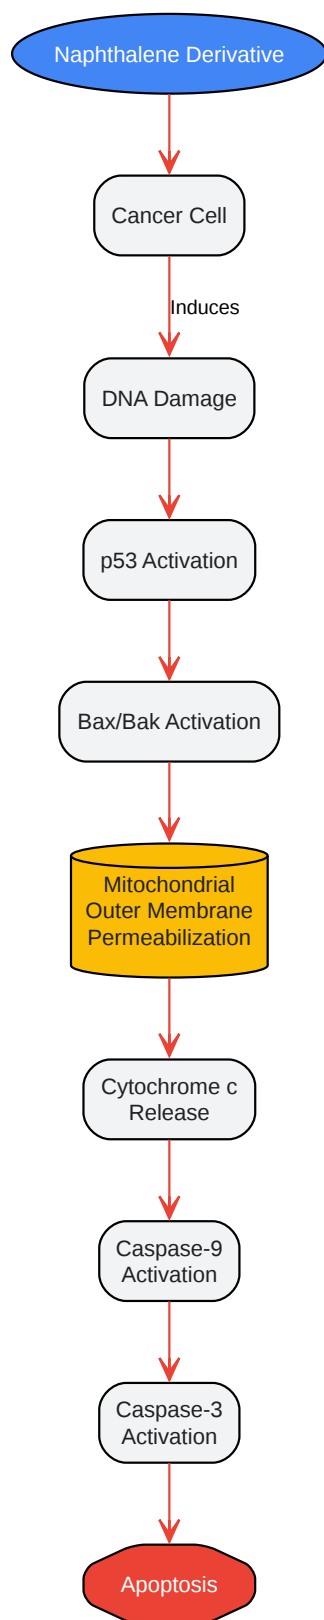 Naphthalene Derivative
Cancer Cell
Induces
DNA Damage
p53 Activation
Bax/Bak Activation
Mitochondrial
Outer Membrane
Permeabilization
Cytochrome c
Release
Caspase-9
Activation
Caspase-3
Activation
Apoptosis